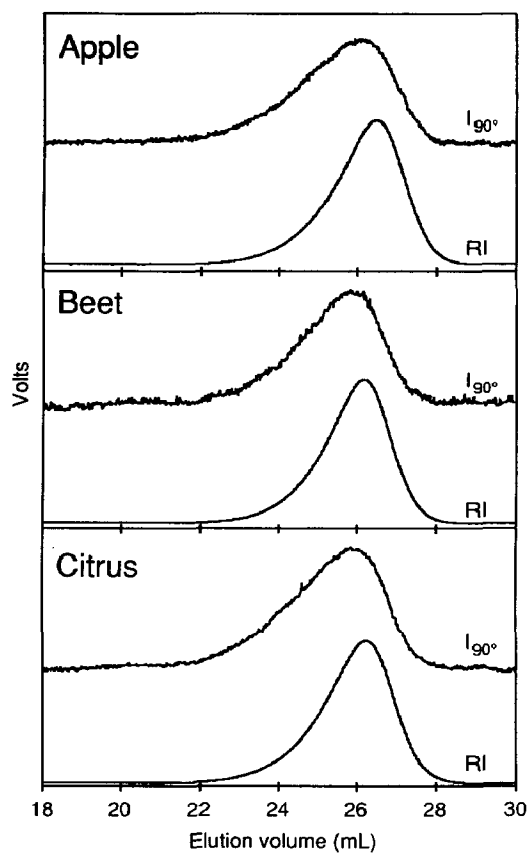 Apple
I90°
RI
Beet
I90°
RI
Volts
Citrus
I90°
RI
18 20 22 24 26 28 30
Elution volume (mL)